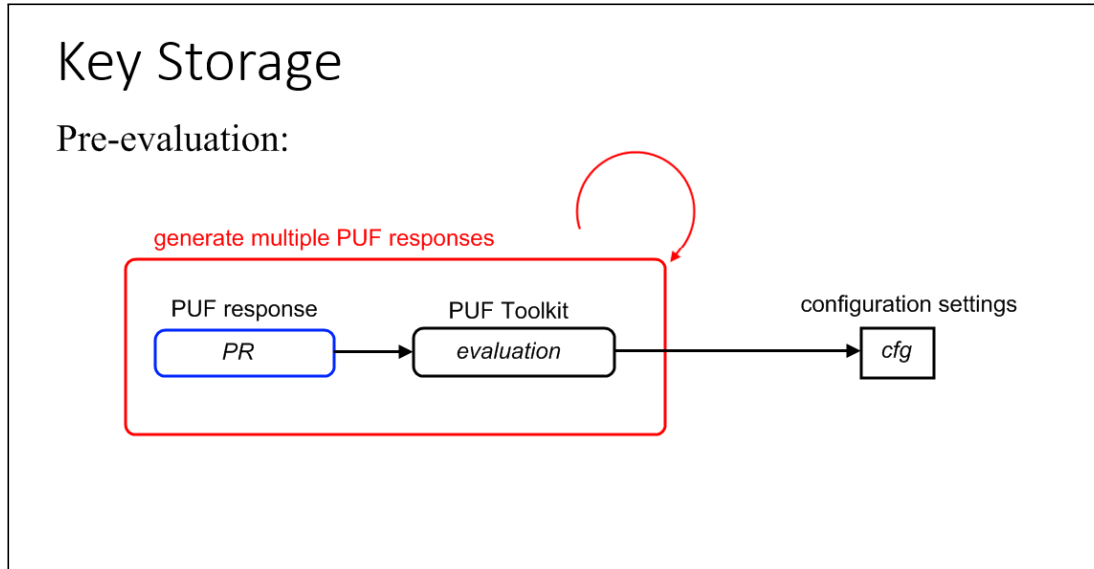 Key Storage
Pre-evaluation:
generate multiple PUF responses
PUF response
PUF Toolkit
configuration settings
PR
evaluation
cfg